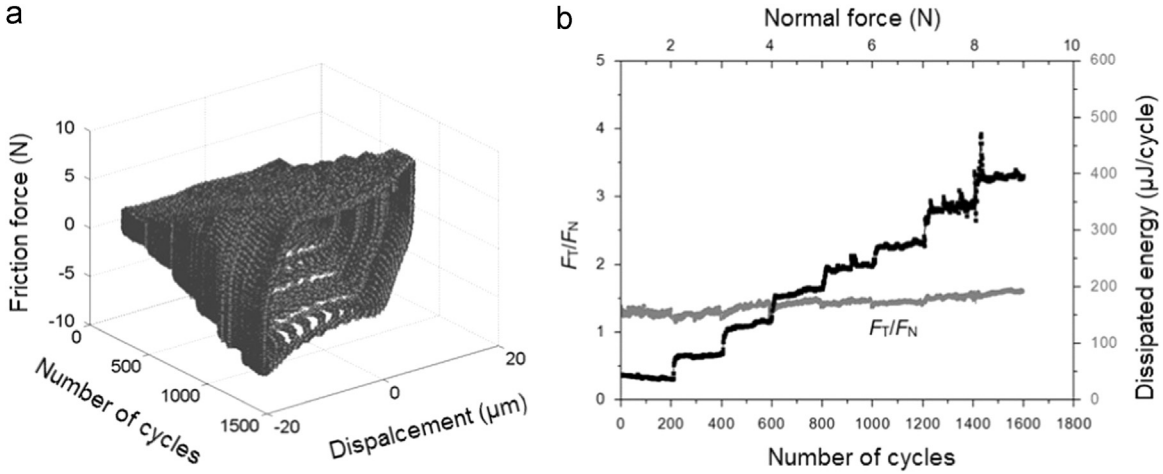 a
10
5
0
-5
-10
Friction force (N)
0
500
1000
1500
Number of cycles
-20
0
20
Dispalcement (μm)
b
Normal force (N)
2 4 6 8 10
5
4
3
2
1
0
FT/FN
FT/FN
600
500
400
300
200
100
0
Dissipated energy (μJ/cycle)
0 200 400 600 800 1000 1200 1400 1600 1800
Number of cycles